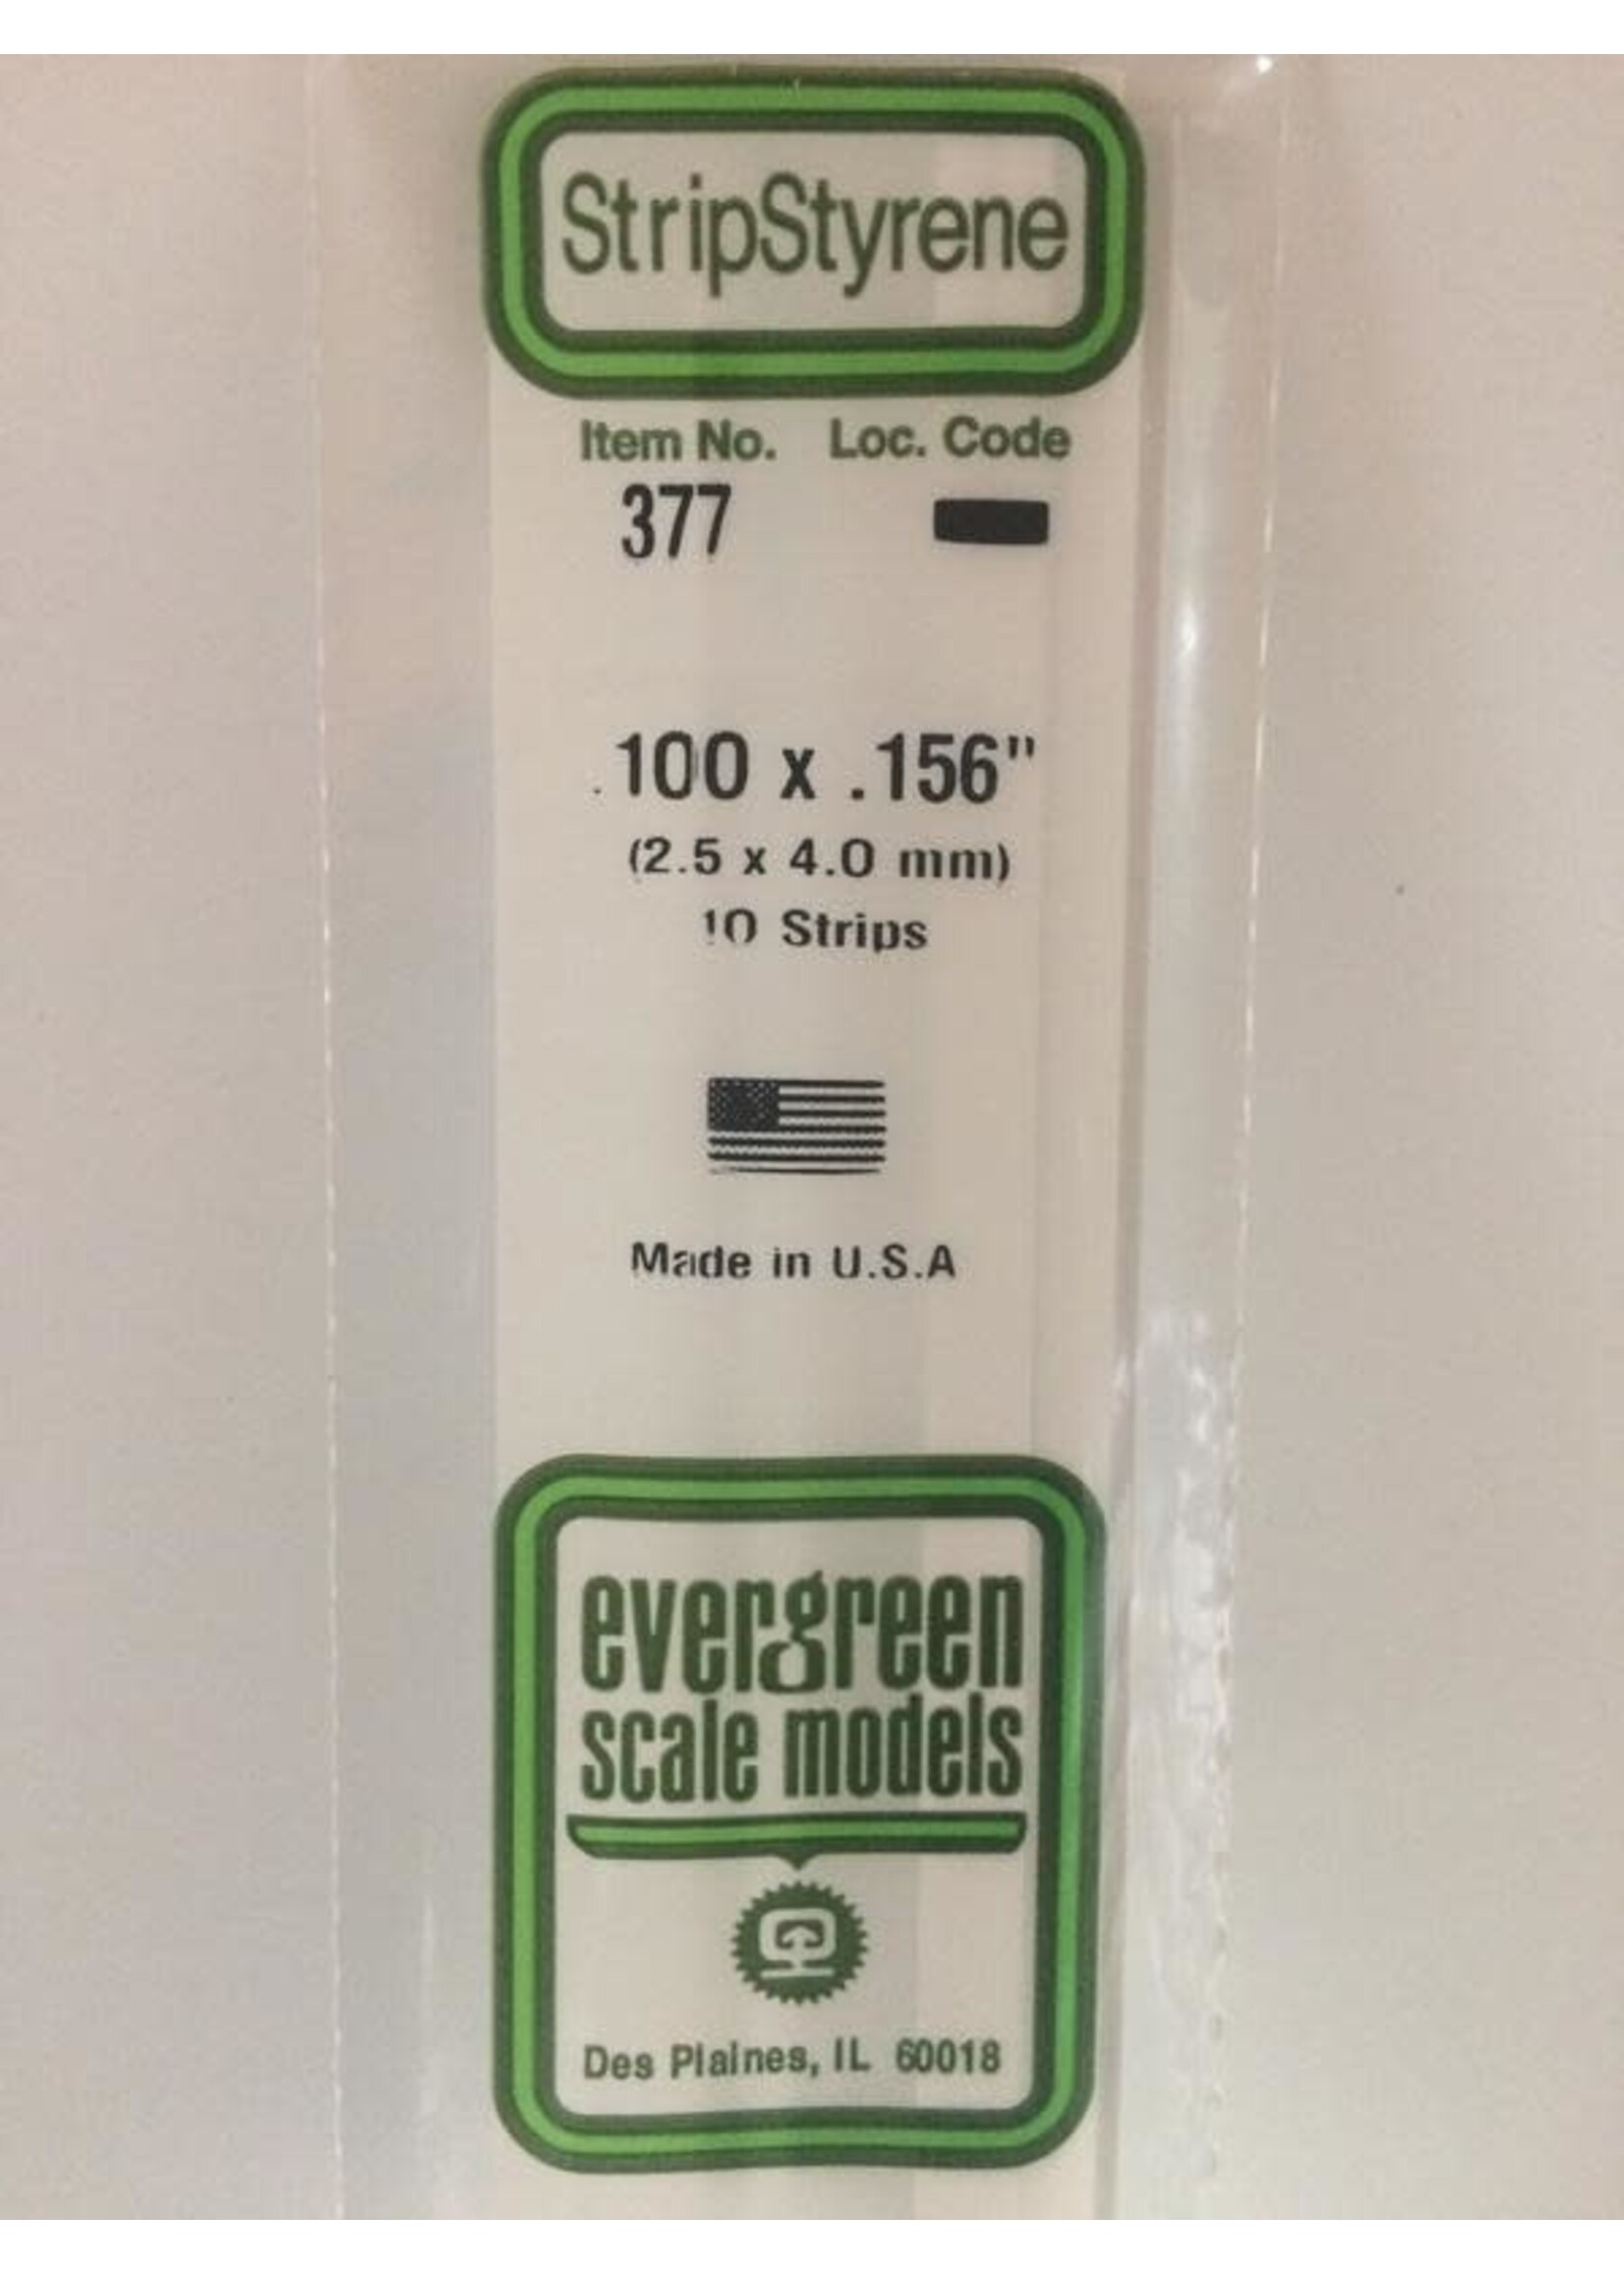 StripStyrene
Item No. Loc. Code
377
.100 x .156"
(2.5 x 4.0 mm)
10 Strips
Made in U.S.A
evergreen
scale models
Des Plaines, IL 60018